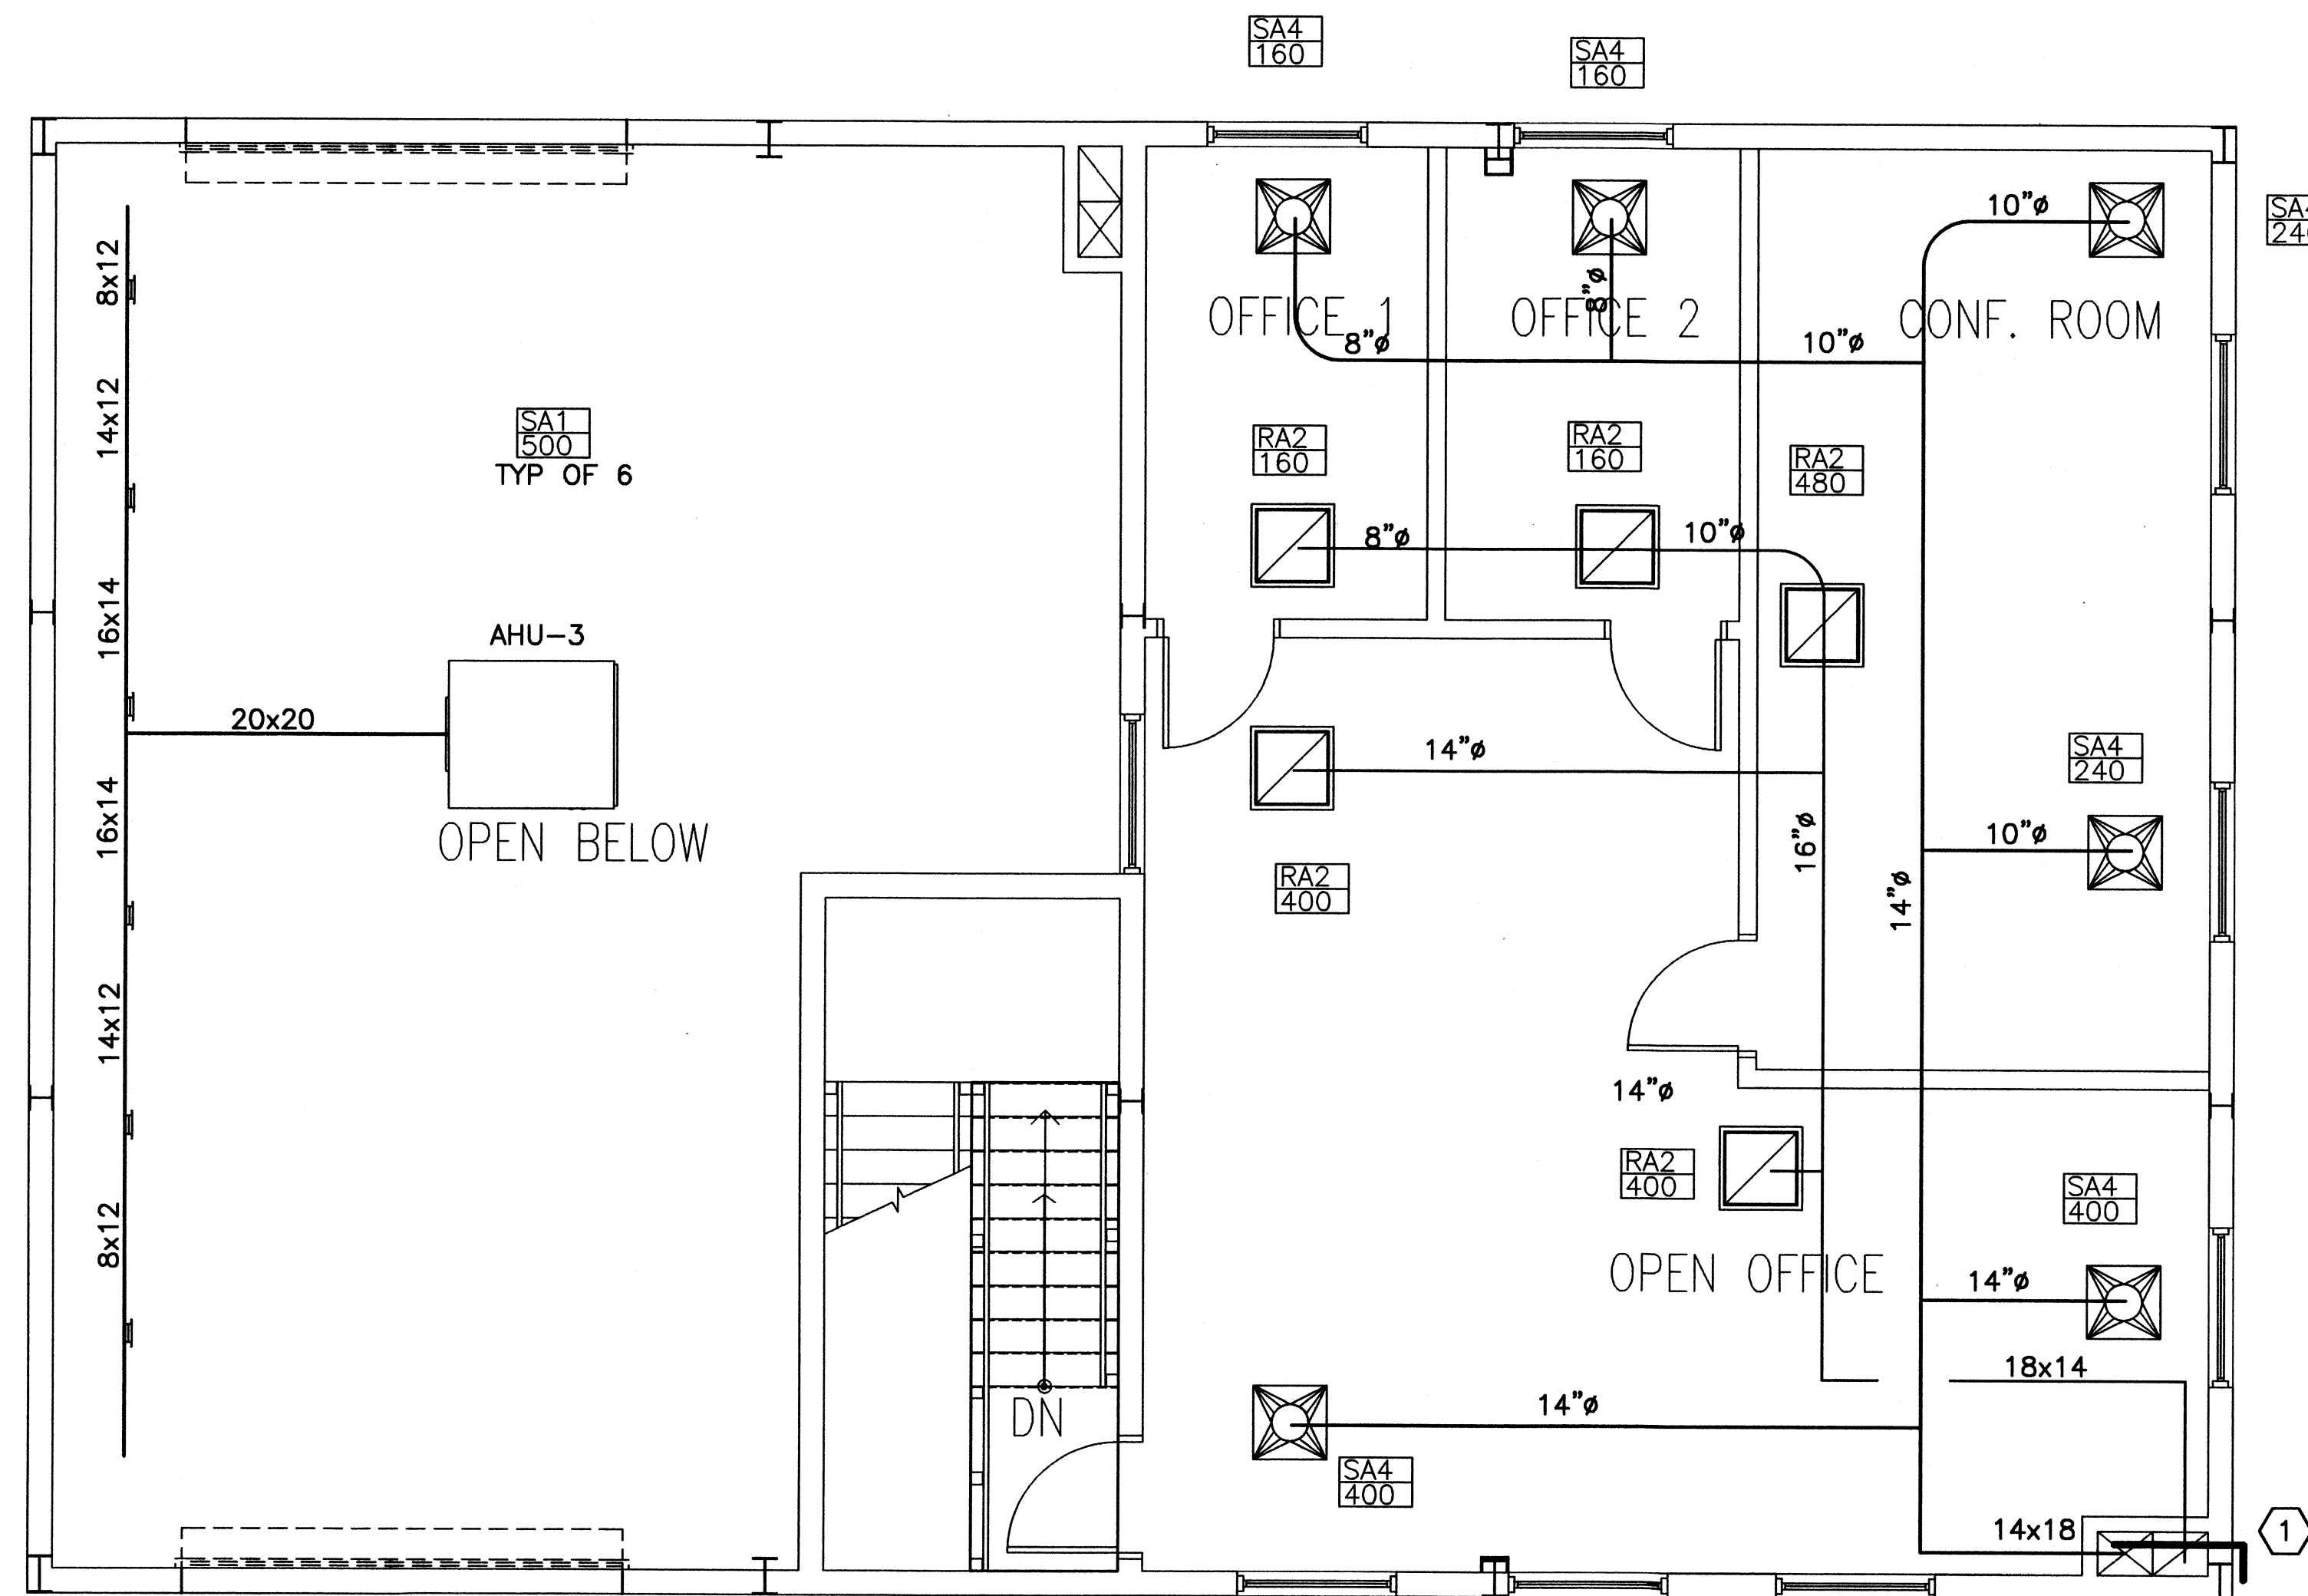 SA4
160
SA4
160
10"ø
SA4
8x12
8"ø
OFFICE 1
OFFICE 2
CONF. ROOM
8"ø
10"ø
14x12
SA1
500
TYP OF 6
RA2
160
RA2
160
RA2
480
8"ø
10"ø
16x14
AHU-3
20x20
14"ø
SA4
240
16x14
OPEN BELOW
16"ø
10"ø
RA2
400
14"ø
14x12
14"ø
RA2
400
SA4
400
8x12
OPEN OFFICE
14"ø
18x14
DN
14"ø
SA4
400
14x18
1